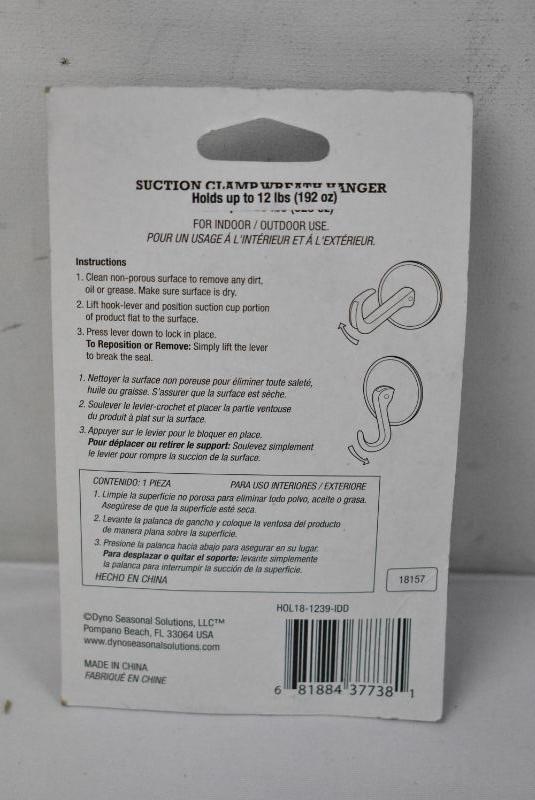 SUCTION CLAMP WREATH HANGER
Holds up to 12 lbs (192 oz)
FOR INDOOR / OUTDOOR USE.
POUR UN USAGE Á L'INTÉRIEUR ET Á L'EXTÉRIEUR.
Instructions
1. Clean non-porous surface to remove any dirt,
oil or grease. Make sure surface is dry.
2. Lift hook-lever and position suction cup portion
of product flat to the surface.
3. Press lever down to lock in place.
To Reposition or Remove: Simply lift the lever
to break the seal.
1. Nettoyer la surface non poreuse pour éliminer toute saleté,
huile ou graisse. S'assurer que la surface est sèche.
2. Soulever le levier-crochet et placer la partie ventouse
du produit à plat sur la surface.
3. Appuyer sur le levier pour le bloquer en place.
Pour déplacer ou retirer le support: Soulevez simplement
le levier pour rompre la succion de la surface.
CONTENIDO: 1 PIEZA PARA USO INTERIORES / EXTERIORE
1. Limpie la superficie no porosa para eliminar todo polvo, aceite o grasa.
Asegúrese de que la superficie esté seca.
2. Levante la palanca de gancho y coloque la ventosa del producto
de manera plana sobre la superficie.
3. Presione la palanca hacia abajo para asegurar en su lugar.
Para desplazar o quitar el soporte: levante simplemente
la palanca para interrumpir la succión de la superficie.
HECHO EN CHINA
18157
HOL18-1239-IDD
©Dyno Seasonal Solutions, LLC™
Pompano Beach, FL 33064 USA
www.dynoseasonalsolutions.com
MADE IN CHINA
FABRIQUÉ EN CHINE
6 81884 37738 1